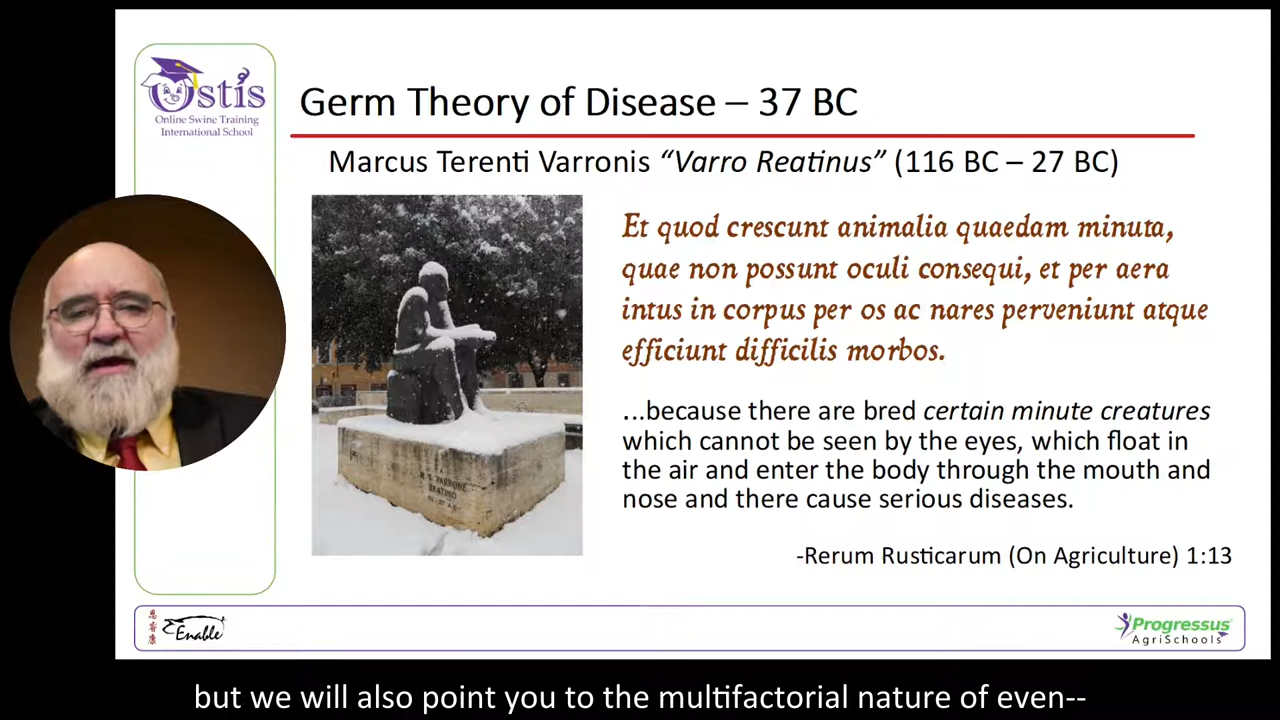 Ostis
Online Swine Training
International School
Germ Theory of Disease – 37 BC
Marcus Terenti Varronis “Varro Reatinus” (116 BC – 27 BC)
Et quod crescunt animalia quaedam minuta,
quae non possunt oculi consequi, et per aera
intus in corpus per os ac nares perveniunt atque
efficiunt difficilis morbos.
...because there are bred certain minute creatures
which cannot be seen by the eyes, which float in
the air and enter the body through the mouth and
nose and there cause serious diseases.
-Rerum Rusticarum (On Agriculture) 1:13
M. T. VARRONE
REATINO
Enable
Progressus
AgriSchools
but we will also point you to the multifactorial nature of even--